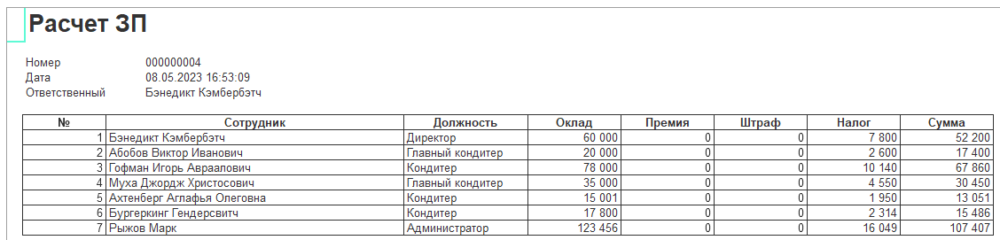 Расчет ЗП
Номер 000000004
Дата 08.05.2023 16:53:09
Ответственный Бэнедикт Кэмбербэтч
№ Сотрудник Должность Оклад Премия Штраф Налог Сумма
1 Бэнедикт Кэмбербэтч Директор 60 000 0 0 7 800 52 200
2 Абобов Виктор Иванович Главный кондитер 20 000 0 0 2 600 17 400
3 Гофман Игорь Авраалович Кондитер 78 000 0 0 10 140 67 860
4 Муха Джордж Христосович Главный кондитер 35 000 0 0 4 550 30 450
5 Ахтенберг Аглафья Олеговна Кондитер 15 001 0 0 1 950 13 051
6 Бургеркинг Гендерсвитч Кондитер 17 800 0 0 2 314 15 486
7 Рыжов Марк Администратор 123 456 0 0 16 049 107 407